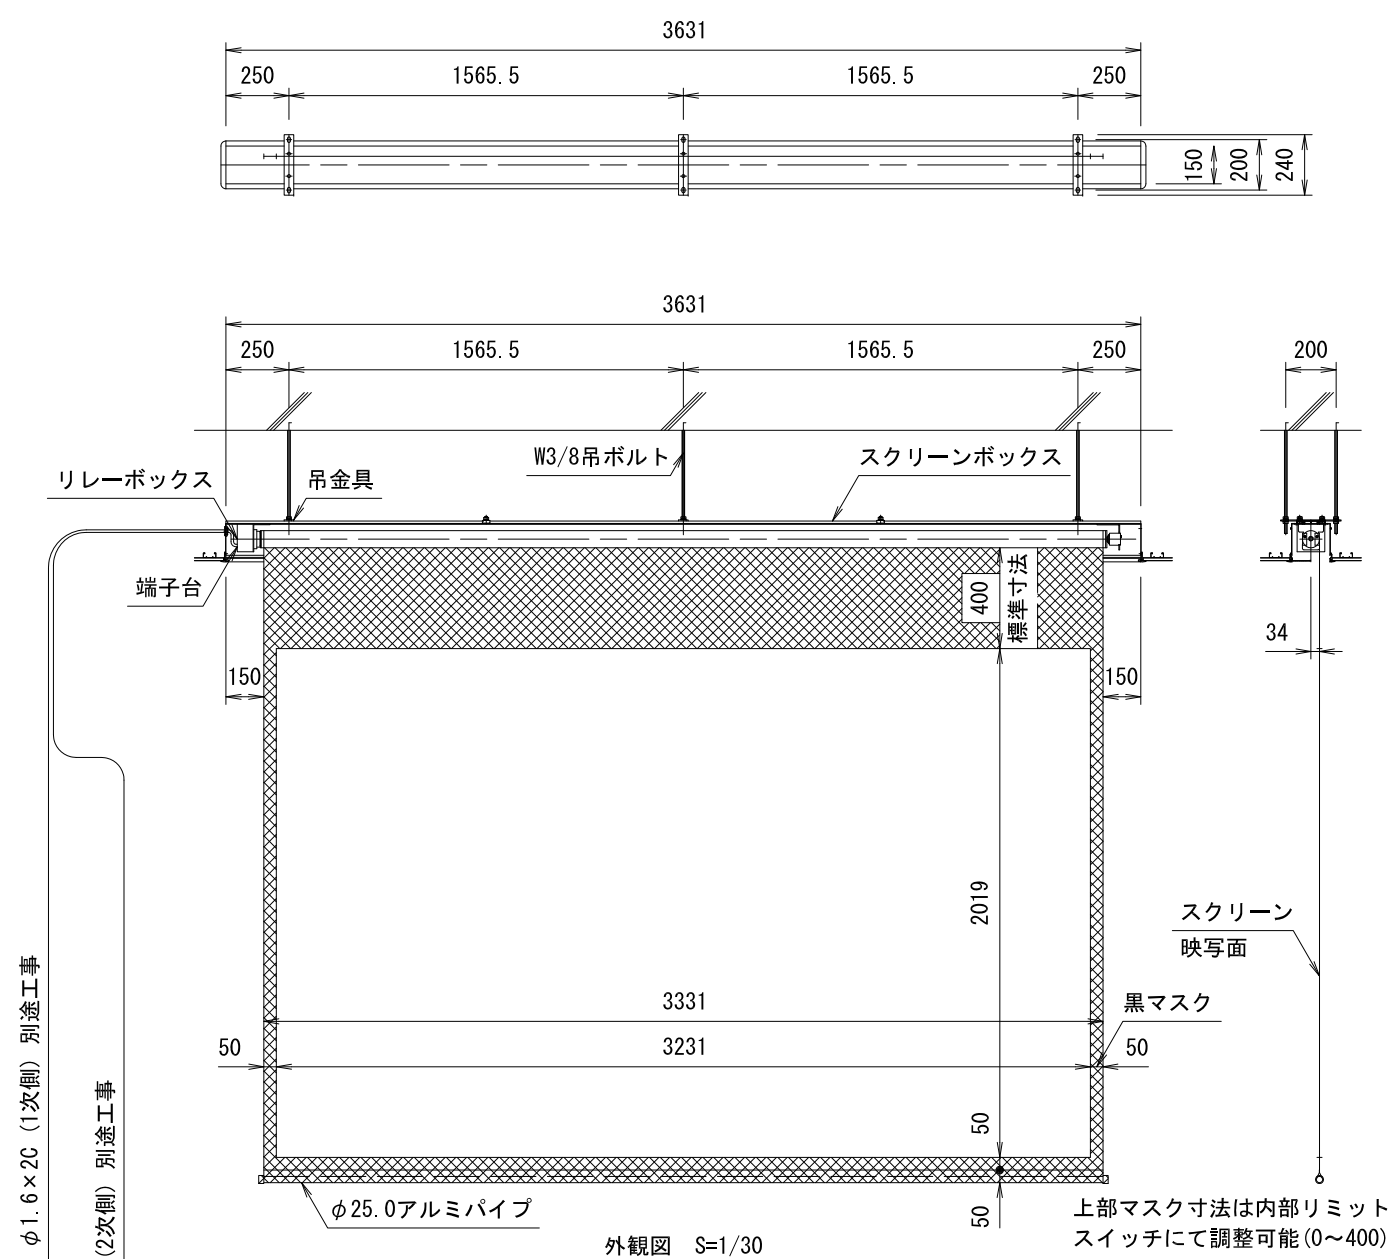 3631
250
1565.5
1565.5
250
150
200
240
3631
250
1565.5
1565.5
250
200
リレーボックス
吊金具
W3/8吊ボルト
スクリーンボックス
端子台
400
標準寸法
34
150
150
2019
スクリーン
映写面
3331
黒マスク
50
3231
50
50
50
φ1.6×2C (1次側) 別途工事
(2次側) 別途工事
φ25.0アルミパイプ
上部マスク寸法は内部リミット
スイッチにて調整可能(0～400)
外観図 S=1/30